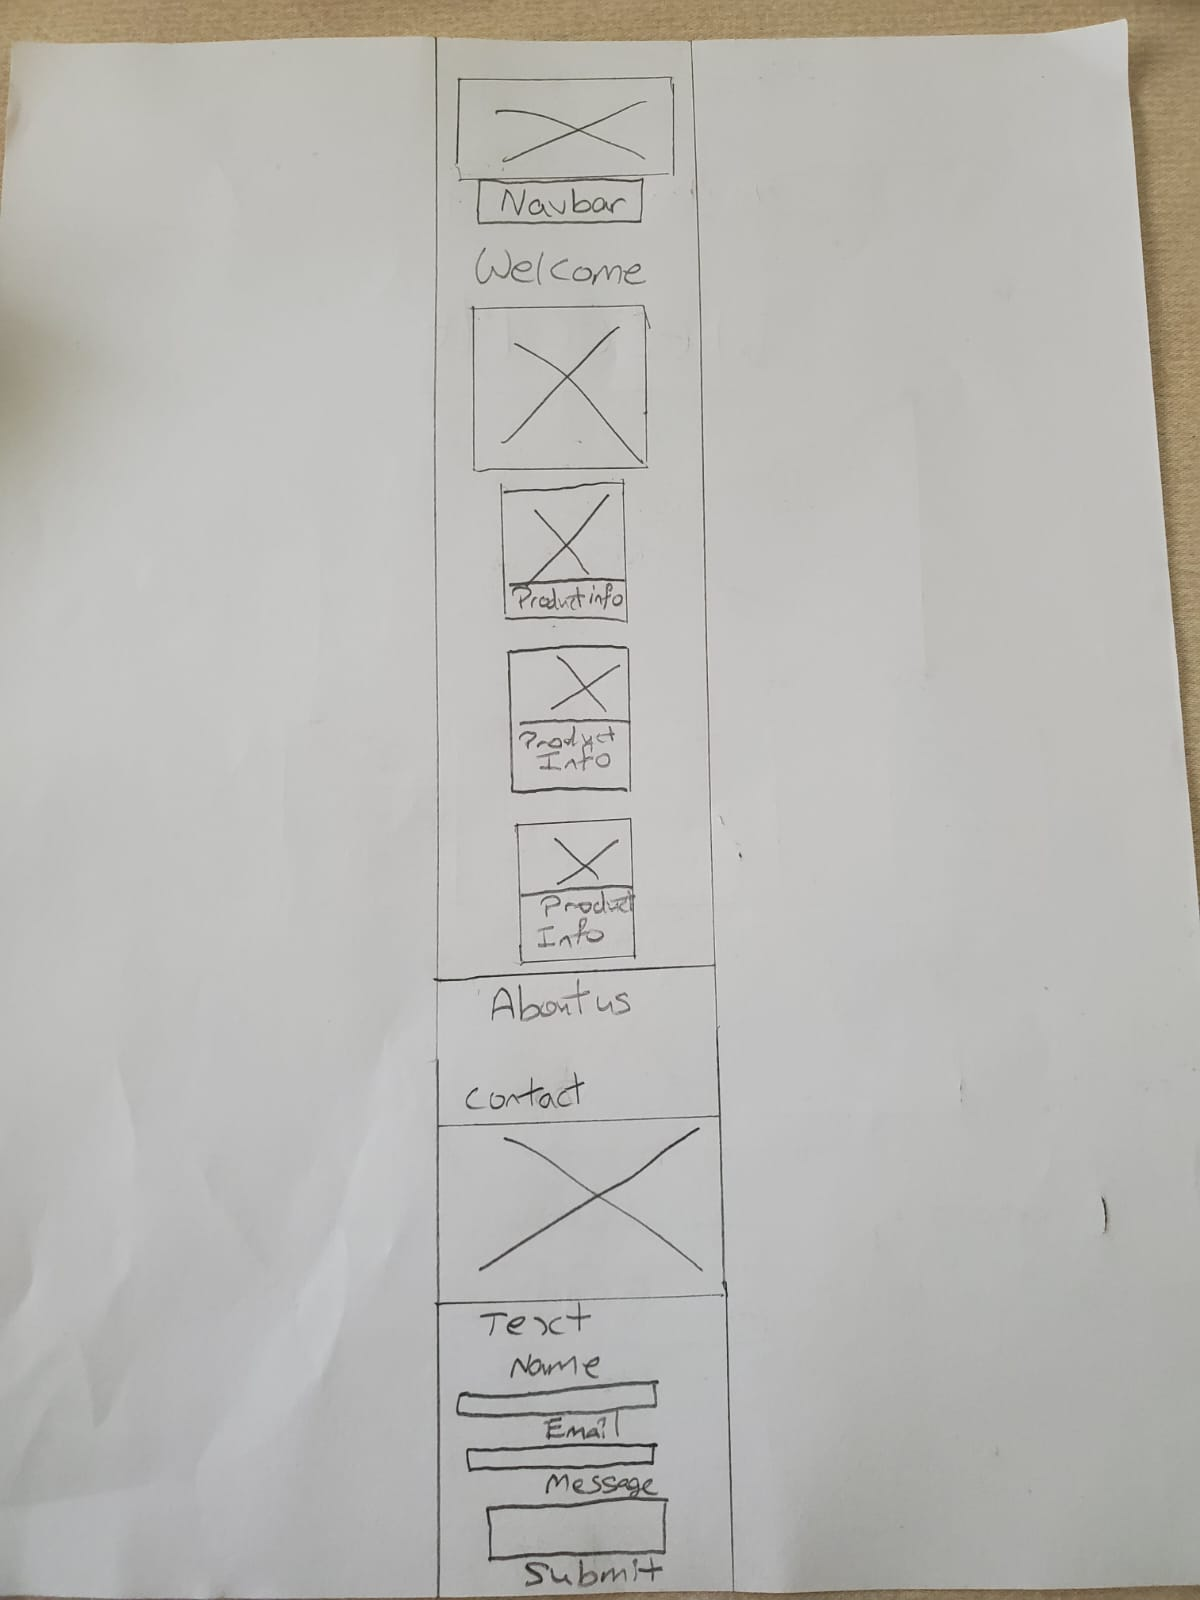 Navbar
Welcome
Product info
Product
Info
Product
Info
About us
Contact
Text
Name
Email
Message
Submit